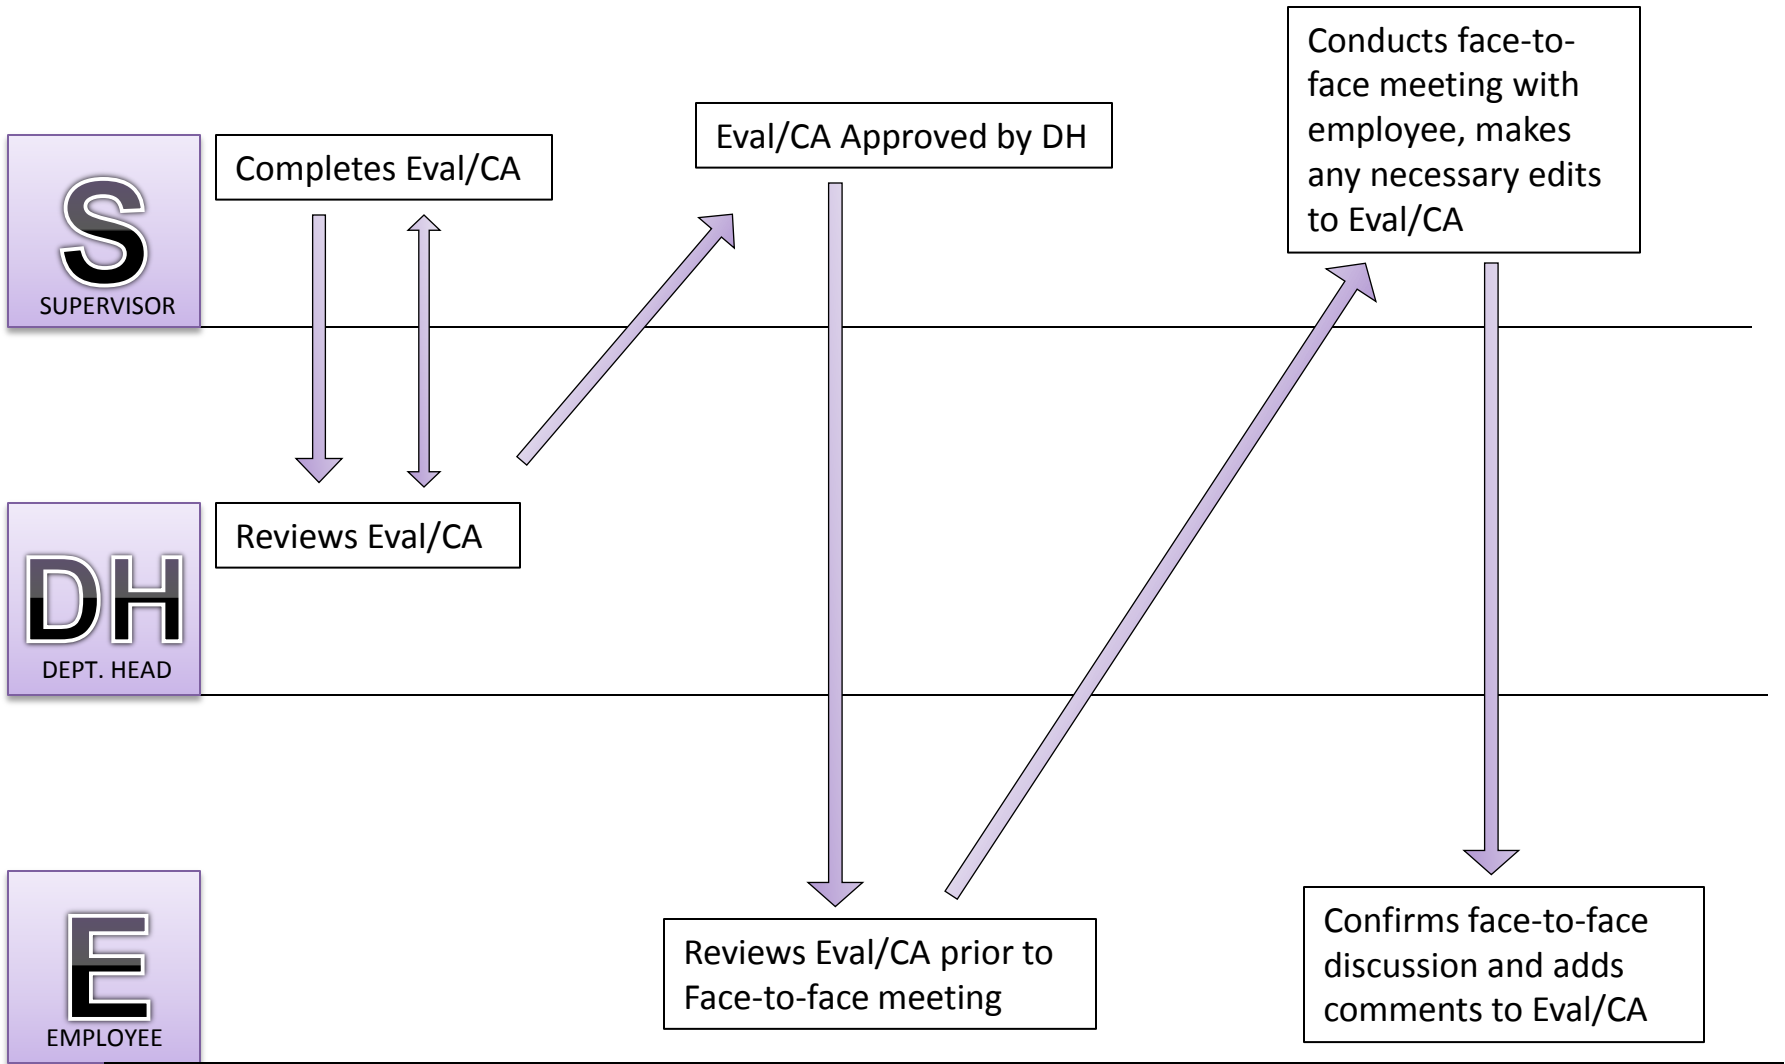 S
SUPERVISOR
Completes Eval/CA
Eval/CA Approved by DH
Conducts face-to-
face meeting with
employee, makes
any necessary edits
to Eval/CA
DH
DEPT. HEAD
Reviews Eval/CA
E
EMPLOYEE
Reviews Eval/CA prior to
Face-to-face meeting
Confirms face-to-face
discussion and adds
comments to Eval/CA